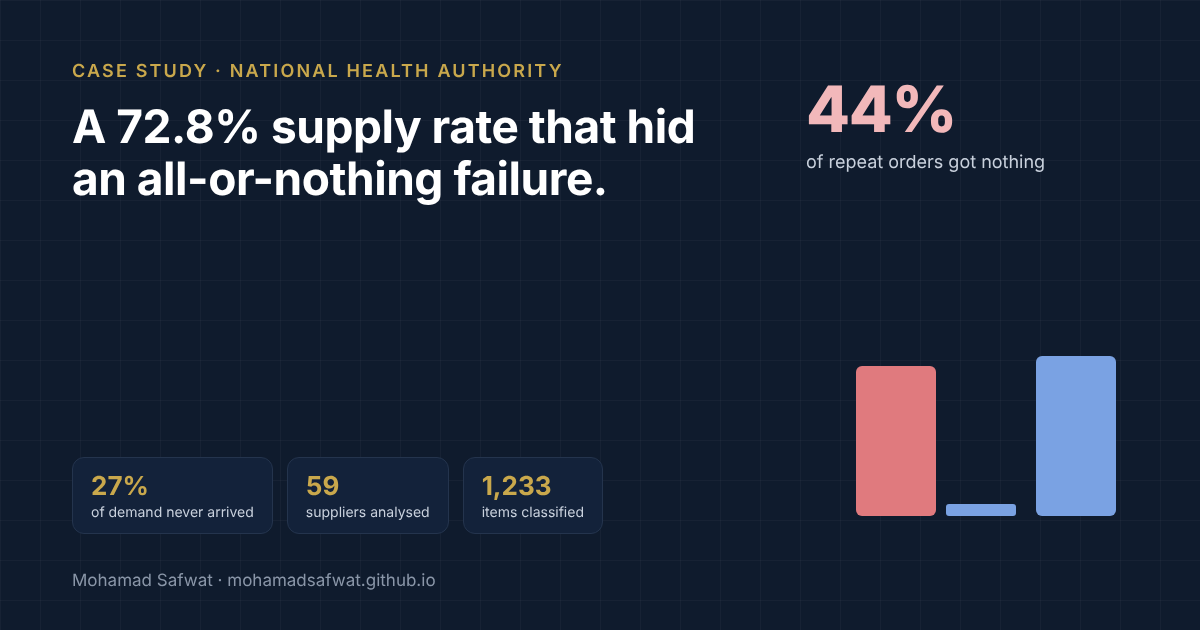 CASE STUDY · NATIONAL HEALTH AUTHORITY
A 72.8% supply rate that hid
an all-or-nothing failure.
44%
of repeat orders got nothing
27%
of demand never arrived
59
suppliers analysed
1,233
items classified
Mohamad Safwat · mohamadsafwat.github.io